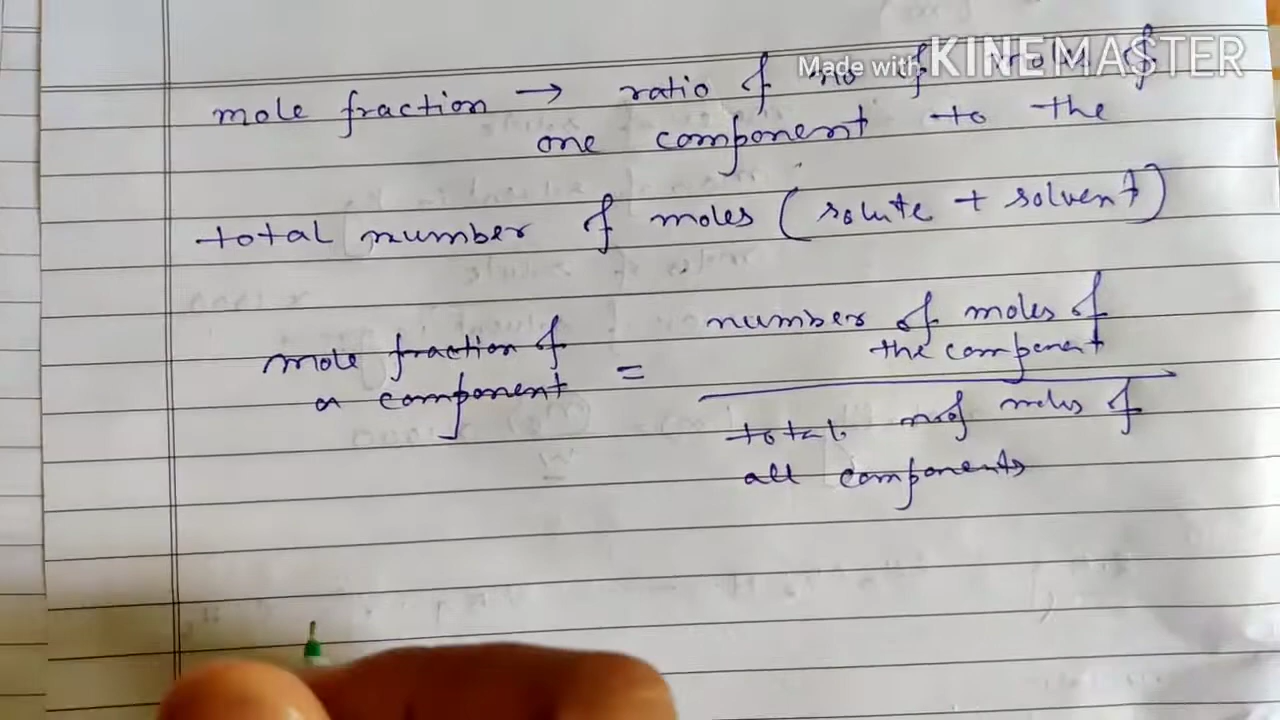 Made with KINEMASTER
mole fraction → ratio of no of moles of
one component to the
total number of moles (solute + solvent)
number of moles of
the component
mole fraction of
a component =
total no of moles of
all components